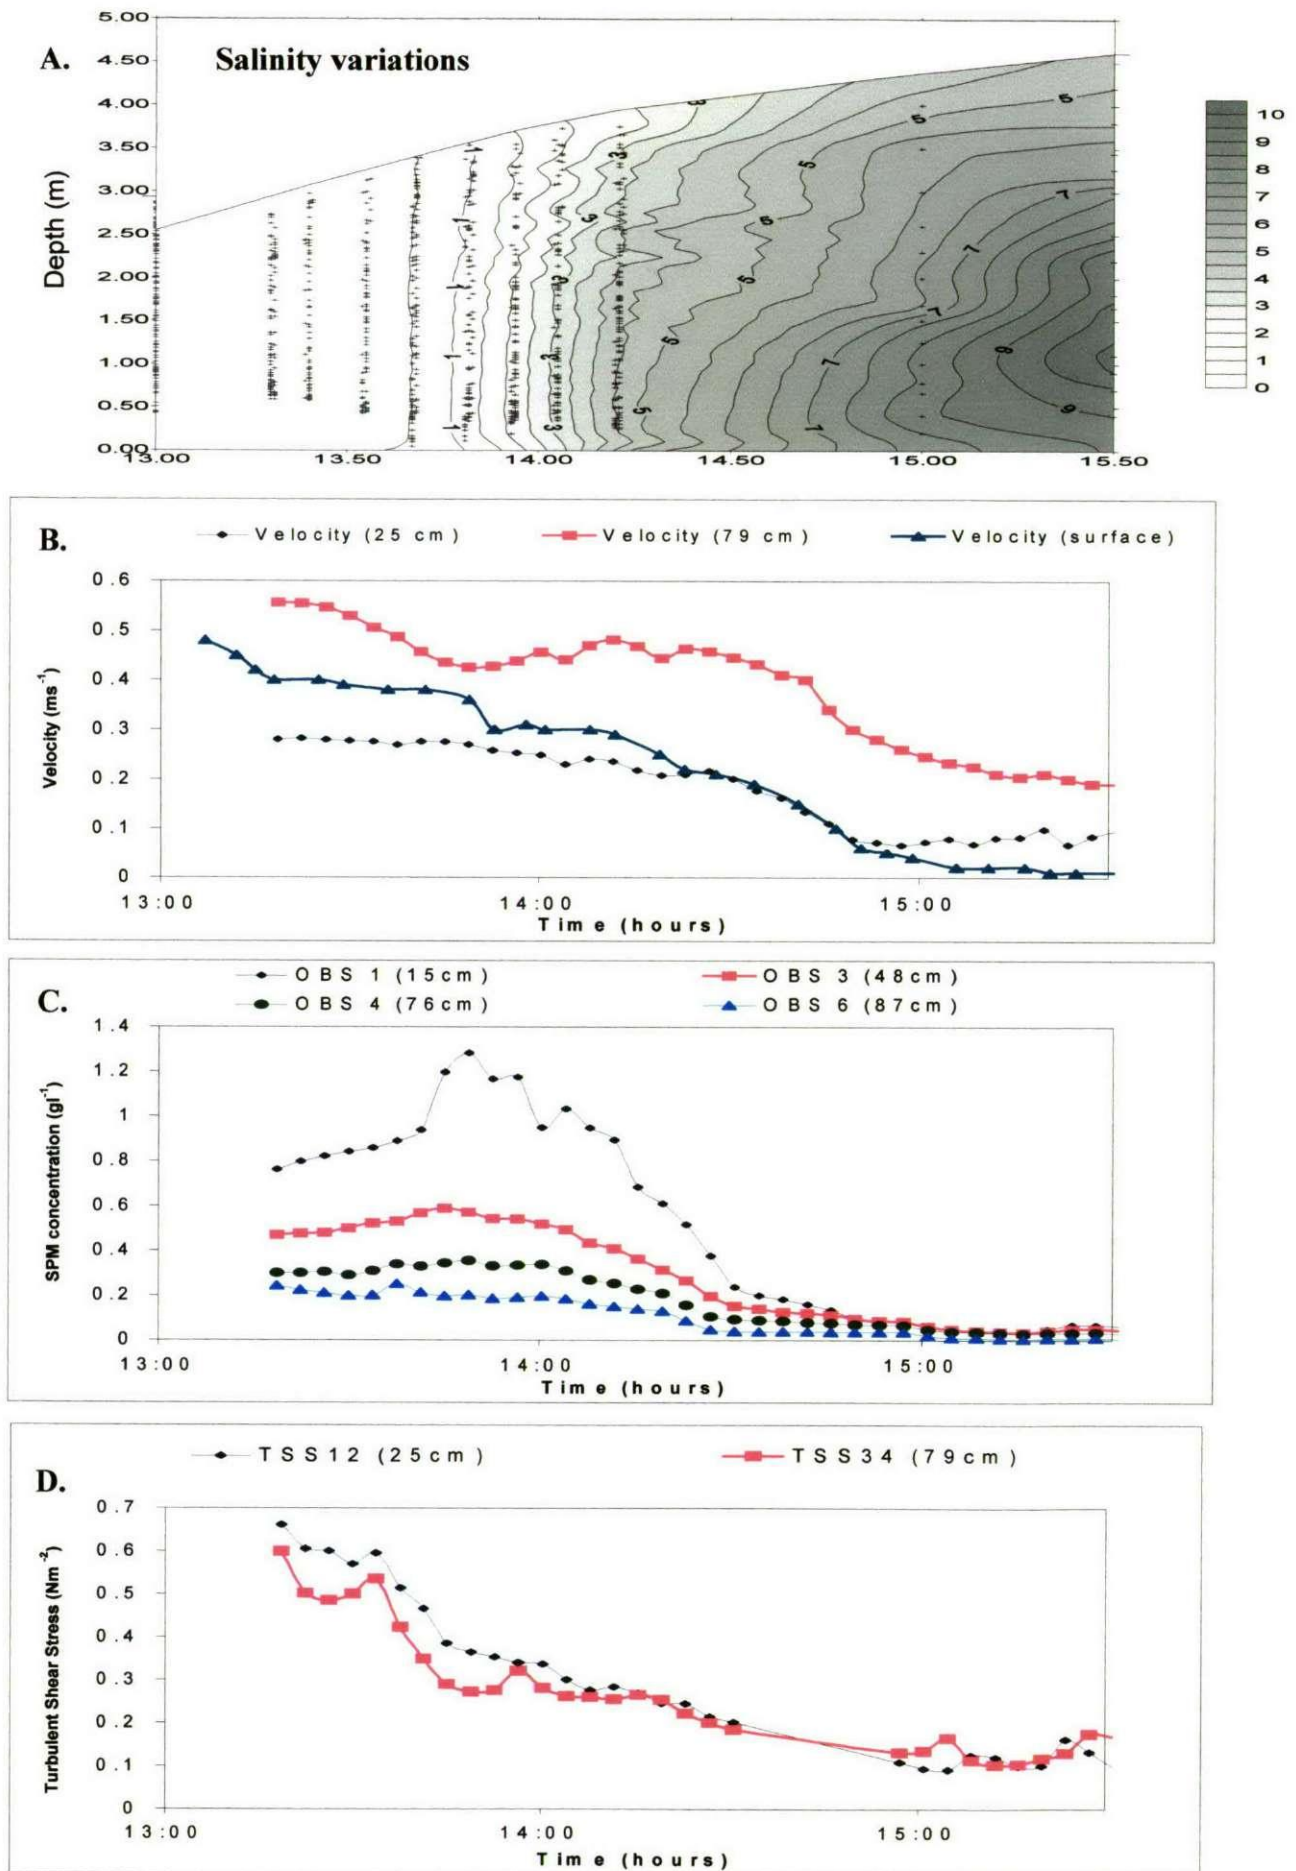 A.
Salinity variations
5.00
4.50
4.00
3.50
3.00
2.50
2.00
1.50
1.00
0.50
0.00
Depth (m)
13.00 13.50 14.00 14.50 15.00 15.50
10
9
8
7
6
5
4
3
2
1
0
B.
Velocity (25 cm) Velocity (79 cm) Velocity (surface)
0.6
0.5
0.4
0.3
0.2
0.1
0
Velocity (ms-1)
13:00 14:00 15:00
Time (hours)
C.
OBS 1 (15cm) OBS 3 (48cm)
OBS 4 (76cm) OBS 6 (87cm)
1.4
1.2
1
0.8
0.6
0.4
0.2
0
SPM concentration (gl-1)
13:00 14:00 15:00
Time (hours)
D.
TSS12 (25cm) TSS34 (79cm)
0.7
0.6
0.5
0.4
0.3
0.2
0.1
0
Turbulent Shear Stress (Nm-2)
13:00 14:00 15:00
Time (hours)